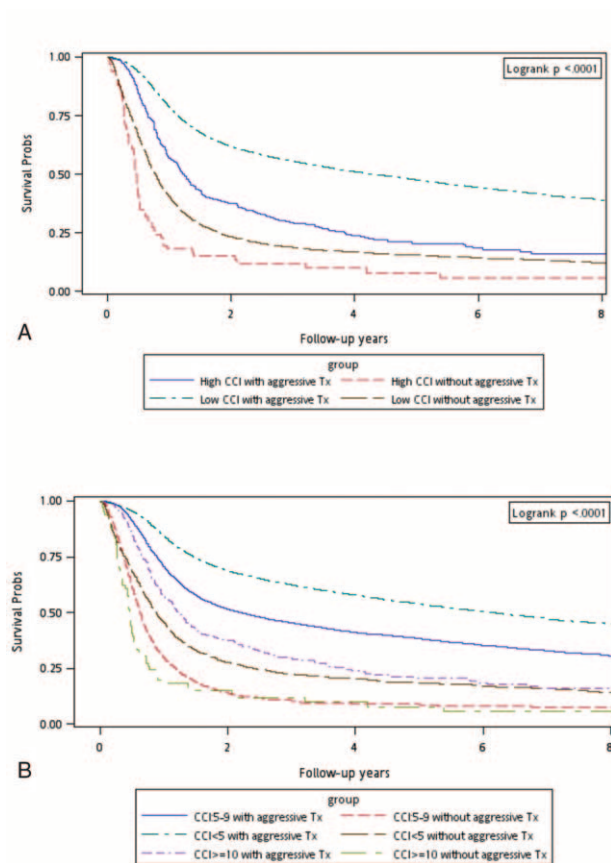 1.00
Logrank p <.0001
0.75
0.50
0.25
0.00
Survival Probs
0 2 4 6 8
Follow-up years
A
group
High CCI with aggressive Tx High CCI without aggressive Tx
Low CCI with aggressive Tx Low CCI without aggressive Tx
1.00
Logrank p <.0001
0.75
0.50
0.25
0.00
Survival Probs
0 2 4 6 8
Follow-up years
B
group
CCI:5-9 with aggressive Tx CCI:5-9 without aggressive Tx
CCI<5 with aggressive Tx CCI<5 without aggressive Tx
CCI>=10 with aggressive Tx CCI>=10 without aggressive Tx